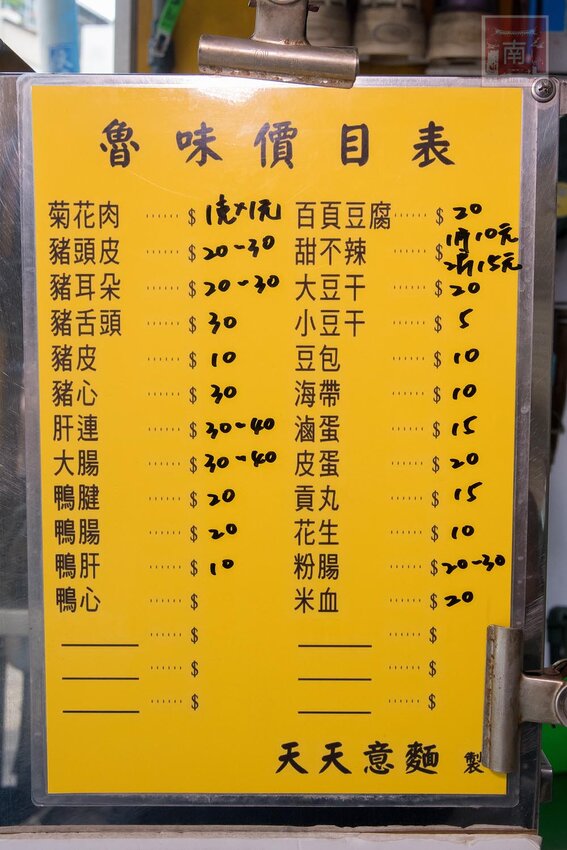 南
魯味價目表
菊花肉 ······ $ 1克×1元
豬頭皮 ······ $ 20-30
豬耳朵 ······ $ 20-30
豬舌頭 ······ $ 30
豬皮 ······ $ 10
豬心 ······ $ 30
肝連 ······ $ 30-40
大腸 ······ $ 30-40
鴨腱 ······ $ 20
鴨腸 ······ $ 20
鴨肝 ······ $ 10
鴨心 ······ $
······ $
······ $
······ $
百頁豆腐 ······ $ 20
甜不辣 ······ $ 1片10元
2片15元
大豆干 ······ $ 20
小豆干 ······ $ 5
豆包 ······ $ 10
海帶 ······ $ 10
滷蛋 ······ $ 15
皮蛋 ······ $ 20
貢丸 ······ $ 15
花生 ······ $ 10
粉腸 ······ $ 20-30
米血 ······ $ 20
······ $
······ $
······ $
天天意麵 製